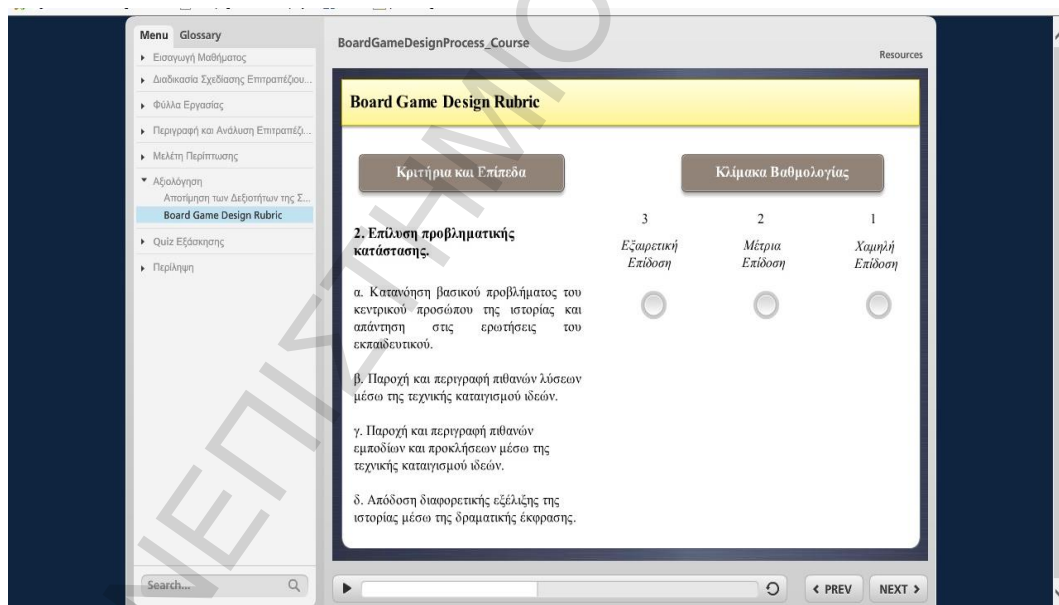 Menu Glossary
Εισαγωγή Μαθήματος
Διαδικασία Σχεδίασης Επιτραπέζιου...
Φύλλα Εργασίας
Περιγραφή και Ανάλυση Επιτραπέζι...
Μελέτη Περίπτωσης
Αξιολόγηση
Αποτίμηση των Δεξιοτήτων της Σ...
Board Game Design Rubric
Quiz Εξάσκησης
Περίληψη
Search...
BoardGameDesignProcess_Course
Resources
Board Game Design Rubric
Κριτήρια και Επίπεδα
Κλίμακα Βαθμολογίας
2. Επίλυση προβληματικής
κατάστασης.
3 2 1
Εξαιρετική Μέτρια Χαμηλή
Επίδοση Επίδοση Επίδοση
α. Κατανόηση βασικού προβλήματος του
κεντρικού προσώπου της ιστορίας και
απάντηση στις ερωτήσεις του
εκπαιδευτικού.
β. Παροχή και περιγραφή πιθανών λύσεων
μέσω της τεχνικής καταιγισμού ιδεών.
γ. Παροχή και περιγραφή πιθανών
εμποδίων και προκλήσεων μέσω της
τεχνικής καταιγισμού ιδεών.
δ. Απόδοση διαφορετικής εξέλιξης της
ιστορίας μέσω της δραματικής έκφρασης.
PREV NEXT